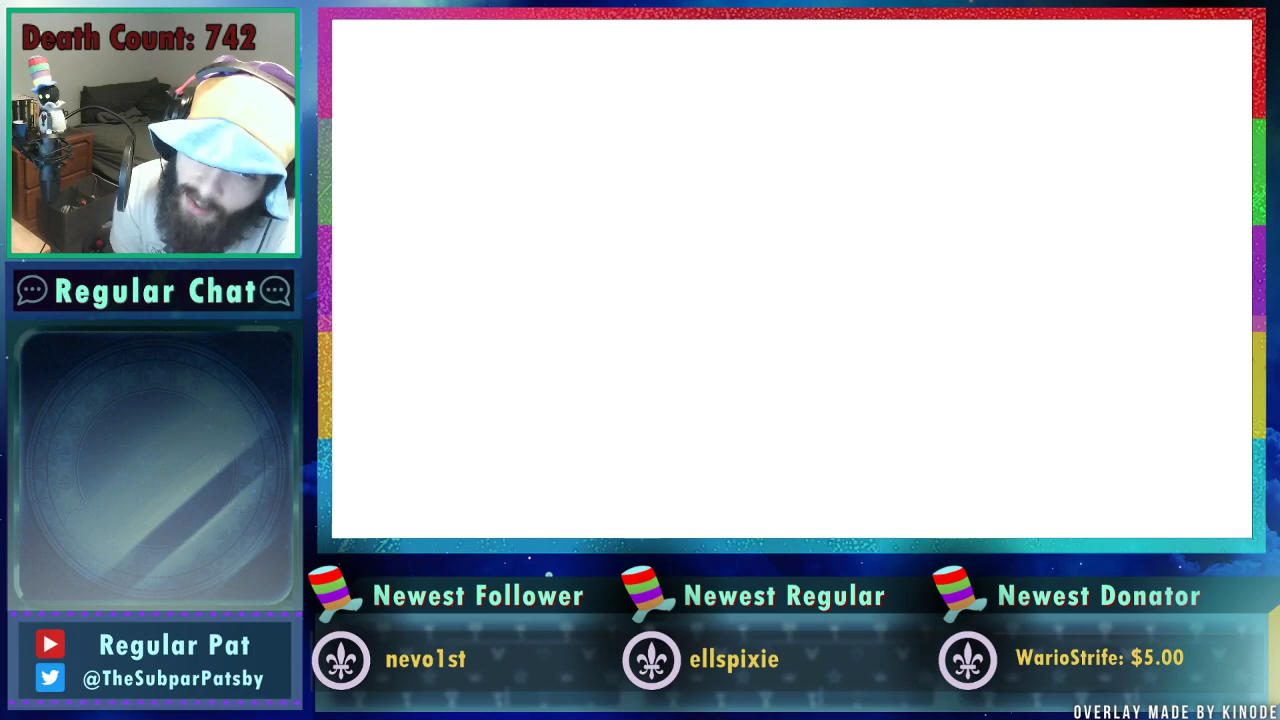 Death Count: 742
Regular Chat
Regular Pat
@TheSubparPatsby
Newest Follower
nevo1st
Newest Regular
ellspixie
Newest Donator
WarioStrife: $5.00
OVERLAY MADE BY KINODE